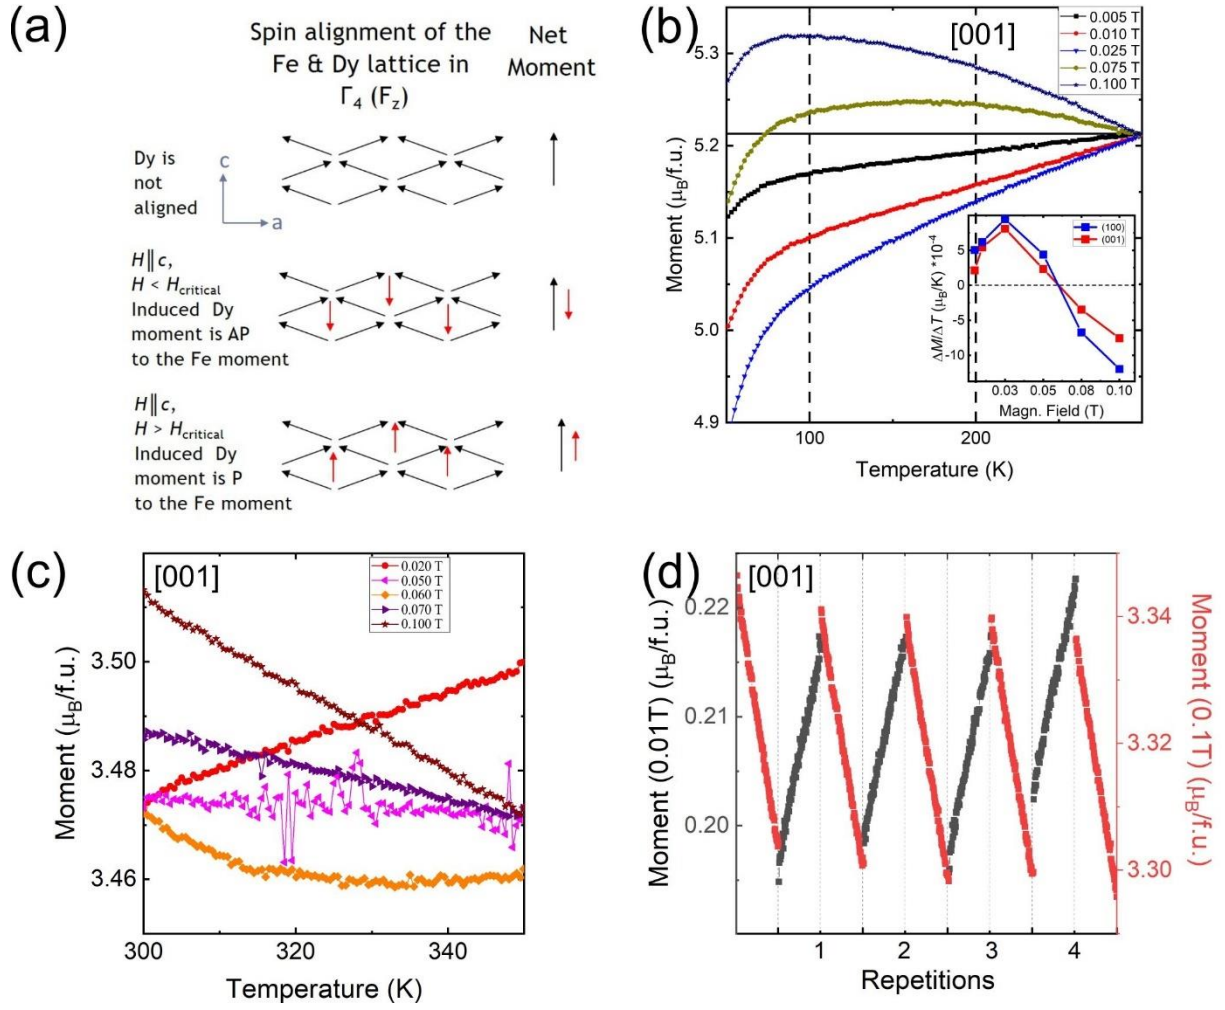 (a)
Spin alignment of the
Fe & Dy lattice in
Γ4 (Fz)
Net
Moment
Dy is
not
aligned
c
a
H∥c,
H < Hcritical
Induced Dy
moment is AP
to the Fe moment
H∥c,
H > Hcritical
Induced Dy
moment is P
to the Fe moment
(b)
[001]
0.005 T
0.010 T
0.025 T
0.075 T
0.100 T
Moment (μB/f.u.)
5.3
5.2
5.1
5.0
4.9
100
200
Temperature (K)
(100)
(001)
ΔM/ΔT (μB/K) *10-4
5
0
-5
-10
0.03
0.05
0.08
0.10
Magn. Field (T)
(c)
[001]
0.020 T
0.050 T
0.060 T
0.070 T
0.100 T
Moment (μB/f.u.)
3.50
3.48
3.46
300
320
340
Temperature (K)
(d)
[001]
Moment (0.01T) (μB/f.u.)
0.22
0.21
0.20
1
2
3
4
Repetitions
3.34
3.32
3.30
Moment (0.1T) (μB/f.u.)